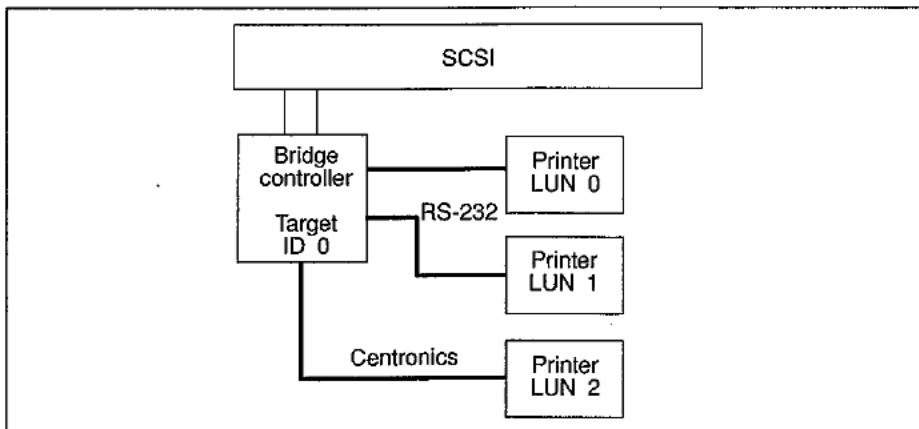 SCSI
Bridge
controller
Target
ID 0
Printer
LUN 0
RS-232
Printer
LUN 1
Centronics
Printer
LUN 2